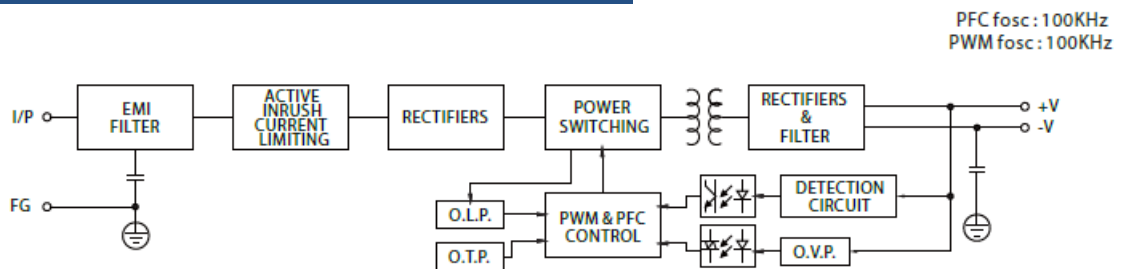 PFC fosc : 100KHz
PWM fosc : 100KHz
I/P
EMI
FILTER
ACTIVE
INRUSH
CURRENT
LIMITING
RECTIFIERS
POWER
SWITCHING
RECTIFIERS
&
FILTER
+V
-V
FG
O.L.P.
O.T.P.
PWM & PFC
CONTROL
DETECTION
CIRCUIT
O.V.P.